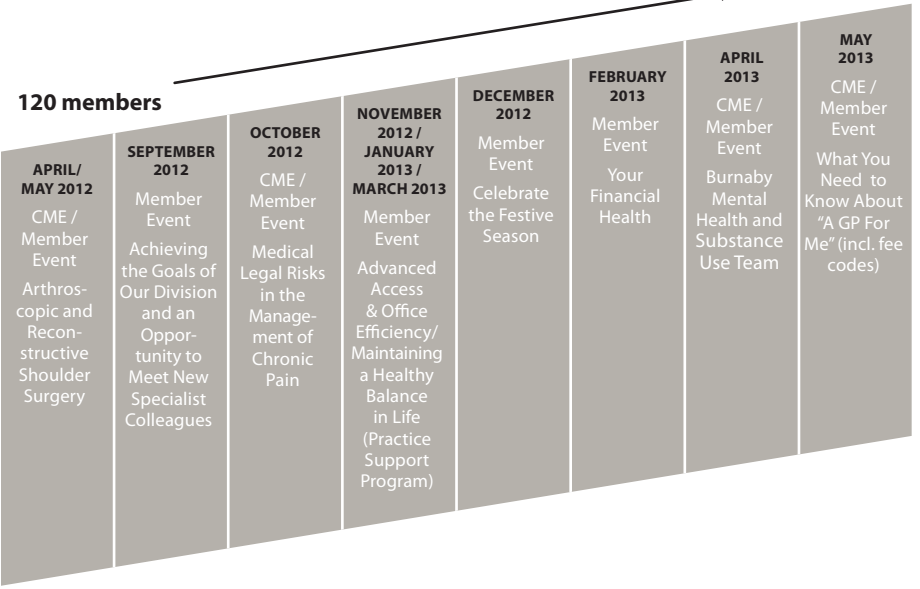 120 members
APRIL/
MAY 2012
CME /
Member
Event
Arthros-
copic and
Recon-
structive
Shoulder
Surgery
SEPTEMBER
2012
Member
Event
Achieving
the Goals of
Our Division
and an
Oppor-
tunity to
Meet New
Specialist
Colleagues
OCTOBER
2012
CME /
Member
Event
Medical
Legal Risks
in the
Manage-
ment of
Chronic
Pain
NOVEMBER
2012 /
JANUARY
2013 /
MARCH 2013
Member
Event
Advanced
Access
& Office
Efficiency/
Maintaining
a Healthy
Balance
in Life
(Practice
Support
Program)
DECEMBER
2012
Member
Event
Celebrate
the Festive
Season
FEBRUARY
2013
Member
Event
Your
Financial
Health
APRIL
2013
CME /
Member
Event
Burnaby
Mental
Health and
Substance
Use Team
MAY
2013
CME /
Member
Event
What You
Need to
Know About
“A GP For
Me” (incl. fee
codes)